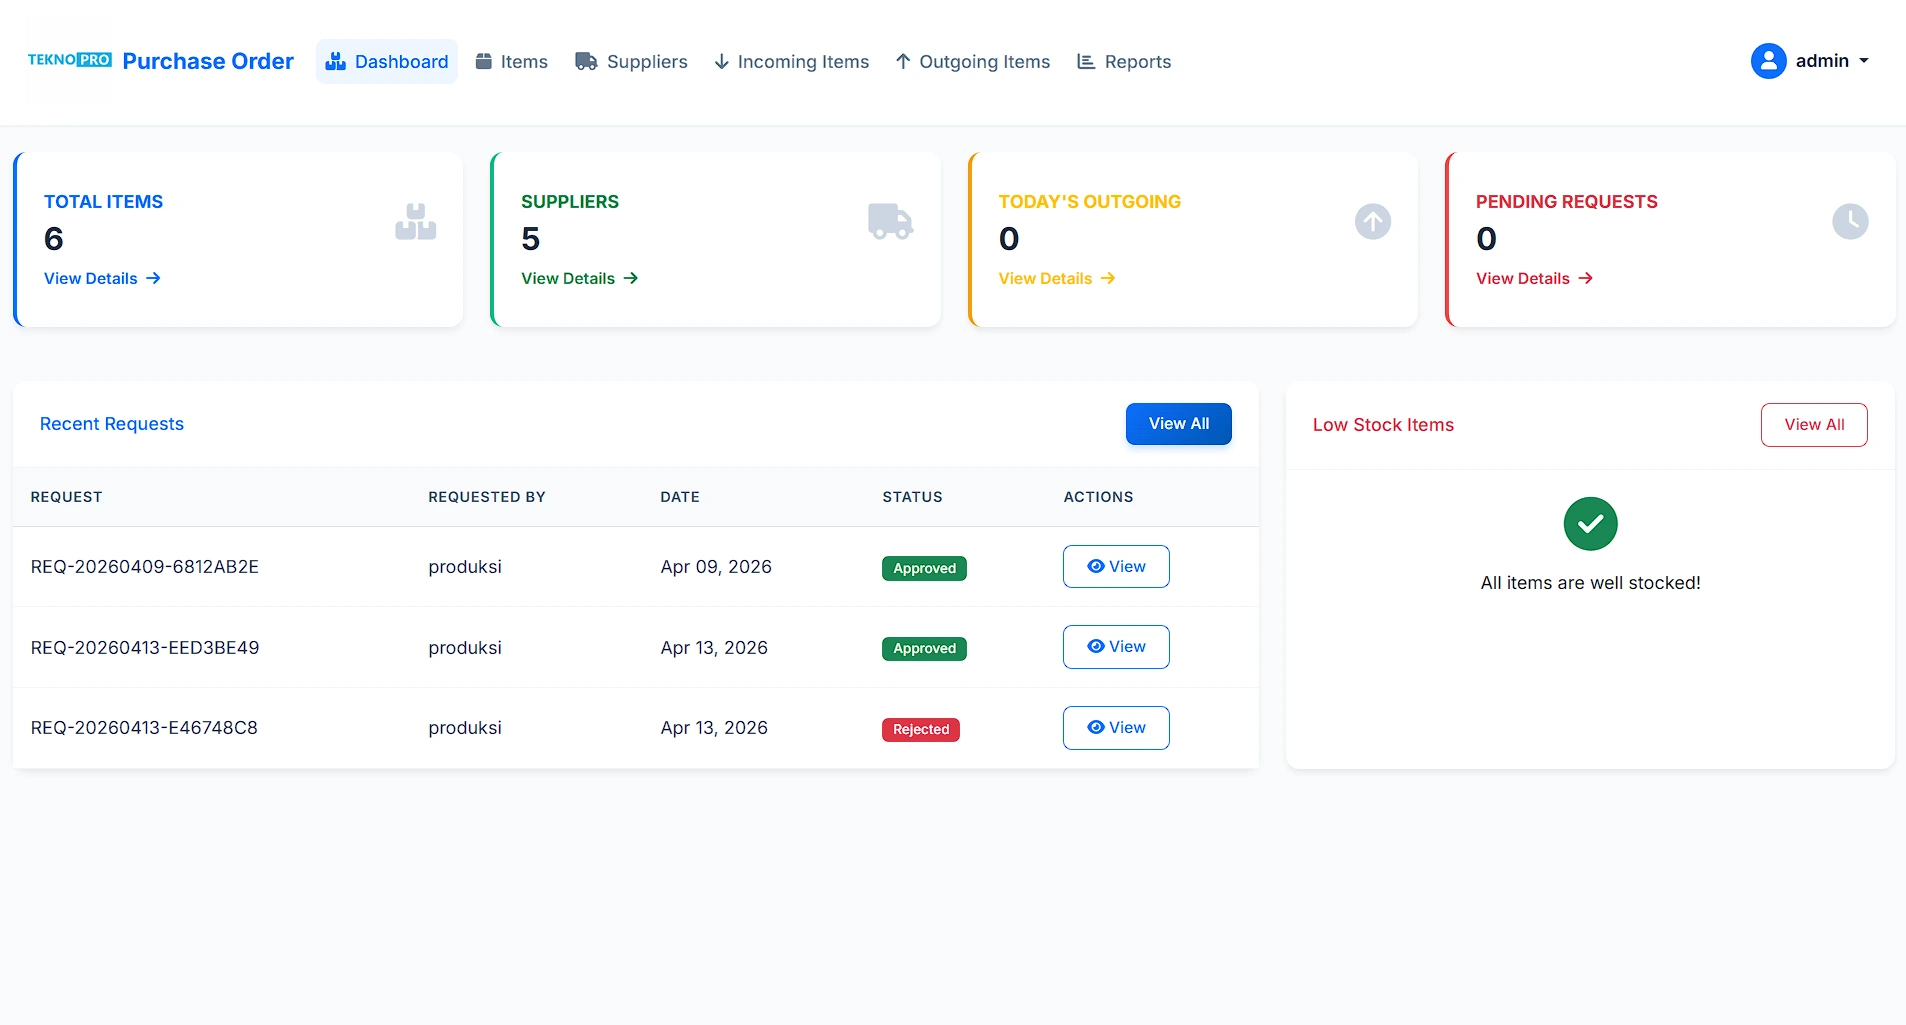 TEKNOPRO Purchase Order Dashboard Items Suppliers Incoming Items Outgoing Items Reports admin
TOTAL ITEMS
6
View Details
SUPPLIERS
5
View Details
TODAY'S OUTGOING
0
View Details
PENDING REQUESTS
0
View Details
Recent Requests View All
REQUEST REQUESTED BY DATE STATUS ACTIONS
REQ-20260409-6812AB2E produksi Apr 09, 2026 Approved View
REQ-20260413-EED3BE49 produksi Apr 13, 2026 Approved View
REQ-20260413-E46748C8 produksi Apr 13, 2026 Rejected View
Low Stock Items View All
All items are well stocked!